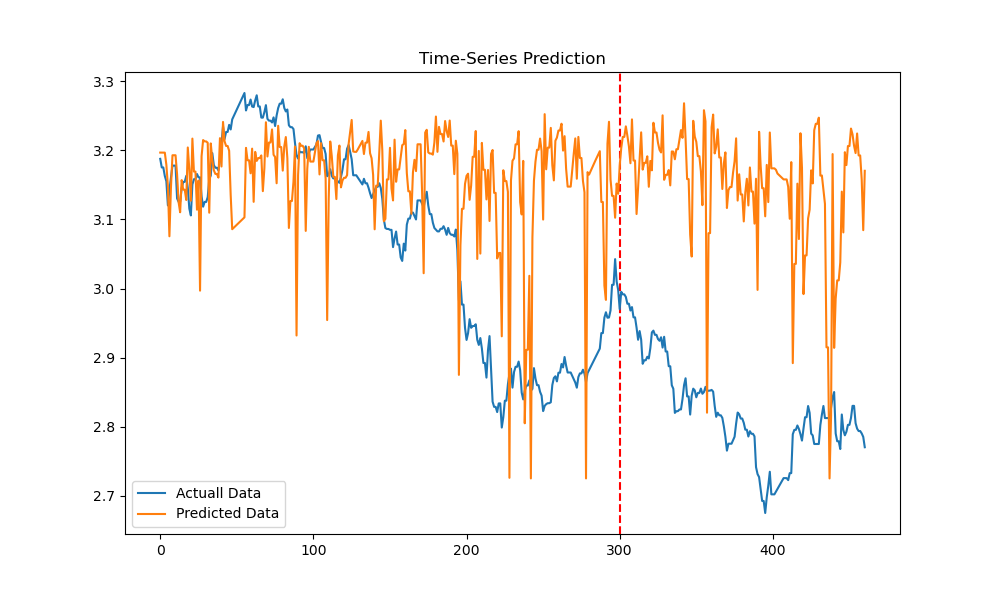 Time-Series Prediction
3.3
3.2
3.1
3.0
2.9
2.8
2.7
Actuall Data
Predicted Data
0 100 200 300 400